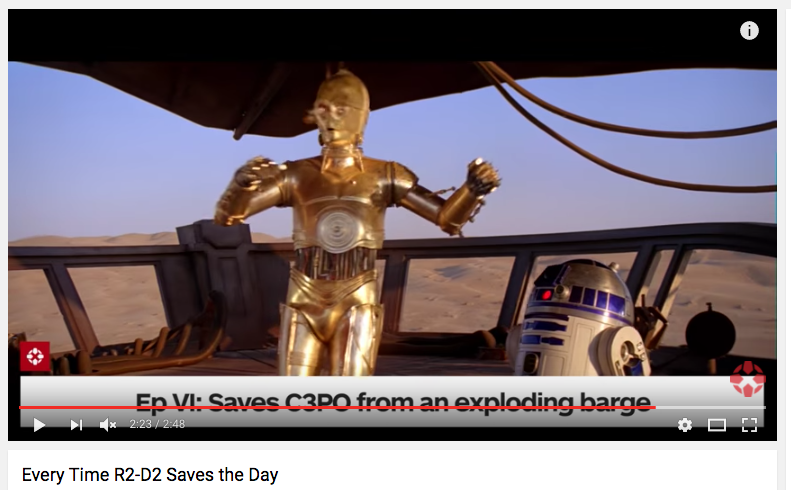 Ep VI: Saves C3PO from an exploding barge
2:23 / 2:48
Every Time R2-D2 Saves the Day